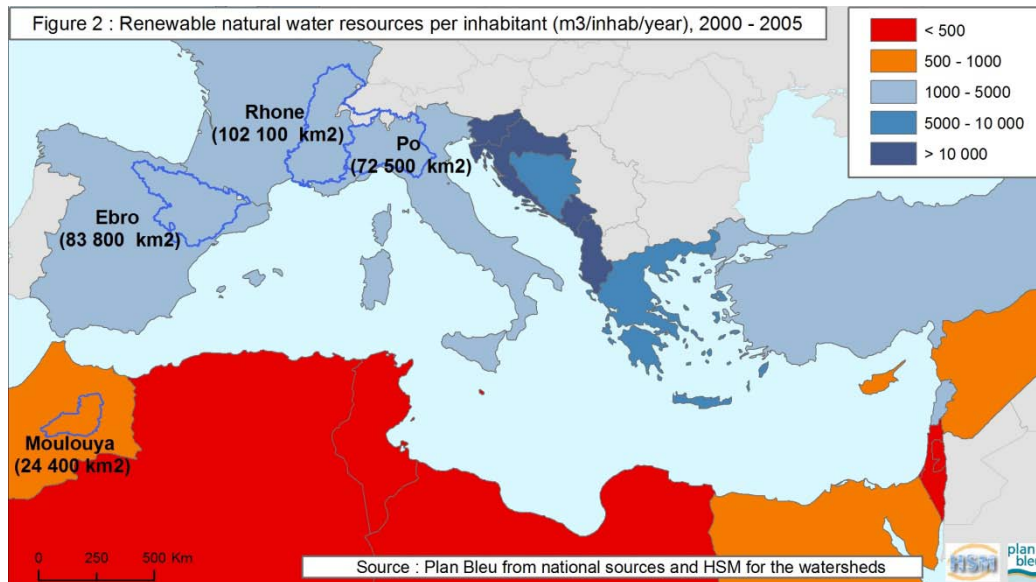 Figure 2 : Renewable natural water resources per inhabitant (m3/inhab/year), 2000 - 2005
< 500
500 - 1000
1000 - 5000
5000 - 10 000
> 10 000
Rhone
(102 100 km2)
Po
(72 500 km2)
Ebro
(83 800 km2)
Moulouya
(24 400 km2)
0 250 500 Km
Source : Plan Bleu from national sources and HSM for the watersheds
HSM
plan
bleu